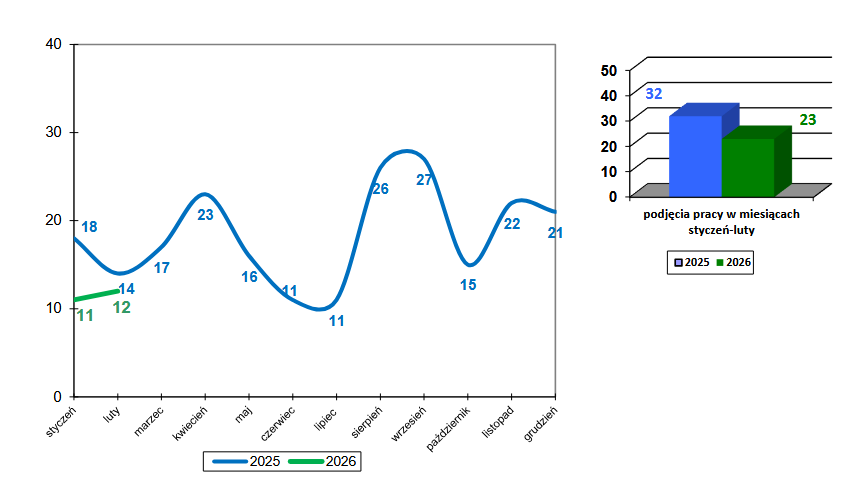 40
30
20
10
0
18
14
17
23
16
11
11
26
27
15
22
21
11
12
styczeń
luty
marzec
kwiecień
maj
czerwiec
lipiec
sierpień
wrzesień
październik
listopad
grudzień
2025 2026
50
40
30
20
10
0
32
23
podjęcia pracy w miesiącach
styczeń-luty
2025 2026